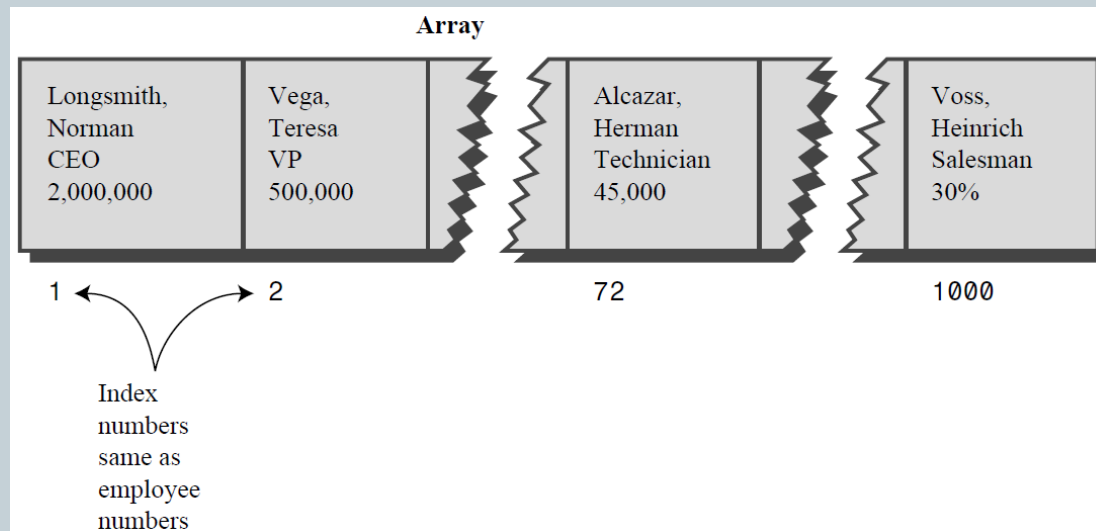 Array
Longsmith,
Norman
CEO
2,000,000
Vega,
Teresa
VP
500,000
Alcazar,
Herman
Technician
45,000
Voss,
Heinrich
Salesman
30%
1
2
72
1000
Index
numbers
same as
employee
numbers